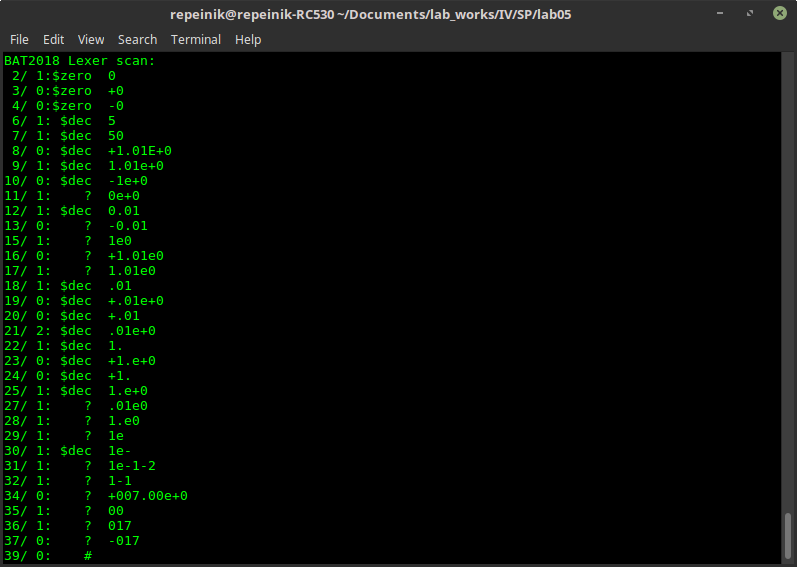 repeinik@repeinik-RC530 ~/Documents/lab_works/IV/SP/lab05
File Edit View Search Terminal Help
BAT2018 Lexer scan:
 2/ 1:$zero  0
 3/ 0:$zero  +0
 4/ 0:$zero  -0
 6/ 1: $dec  5
 7/ 1: $dec  50
 8/ 0: $dec  +1.01E+0
 9/ 1: $dec  1.01e+0
10/ 0: $dec  -1e+0
11/ 1:    ?  0e+0
12/ 1: $dec  0.01
13/ 0:    ?  -0.01
15/ 1:    ?  1e0
16/ 0:    ?  +1.01e0
17/ 1:    ?  1.01e0
18/ 1: $dec  .01
19/ 0: $dec  +.01e+0
20/ 0: $dec  +.01
21/ 2: $dec  .01e+0
22/ 1: $dec  1.
23/ 0: $dec  +1.e+0
24/ 0: $dec  +1.
25/ 1: $dec  1.e+0
27/ 1:    ?  .01e0
28/ 1:    ?  1.e0
29/ 1:    ?  1e
30/ 1: $dec  1e-
31/ 1:    ?  1e-1-2
32/ 1:    ?  1-1
34/ 0:    ?  +007.00e+0
35/ 1:    ?  00
36/ 1:    ?  017
37/ 0:    ?  -017
39/ 0:    #